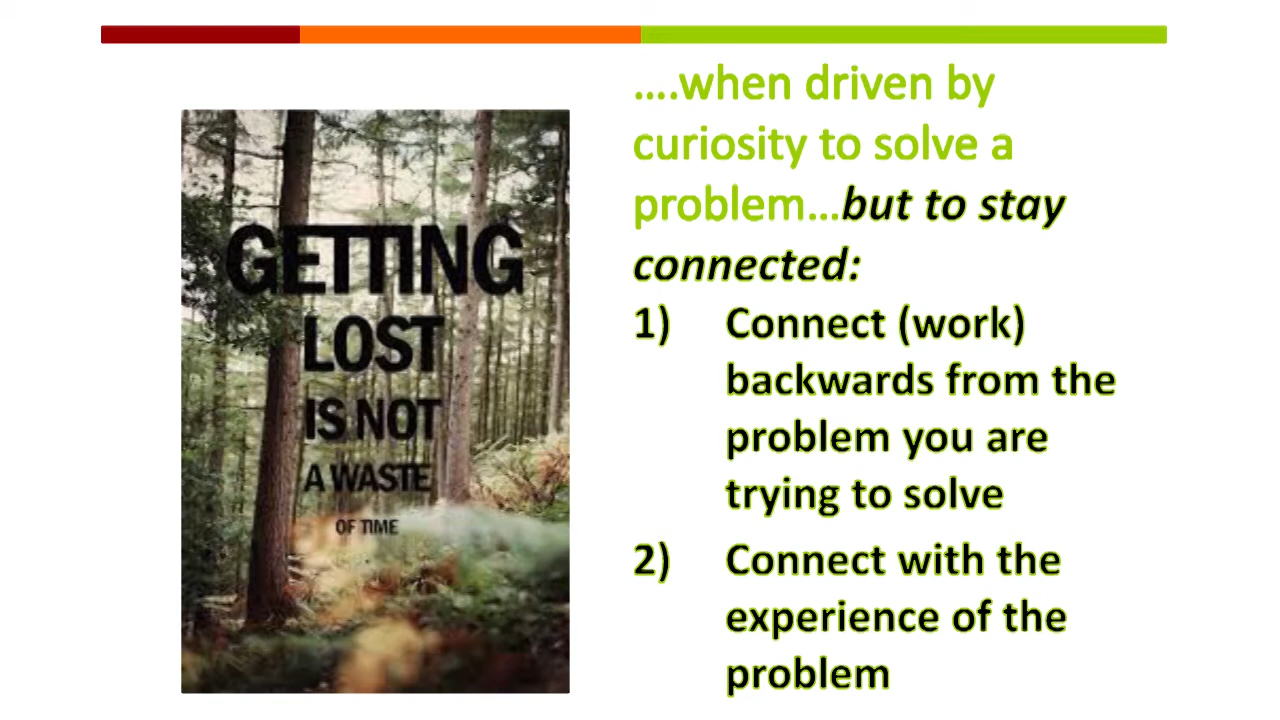 GETTING
LOST
IS NOT
A WASTE
OF TIME
….when driven by
curiosity to solve a
problem…but to stay
connected:
1) Connect (work)
backwards from the
problem you are
trying to solve
2) Connect with the
experience of the
problem